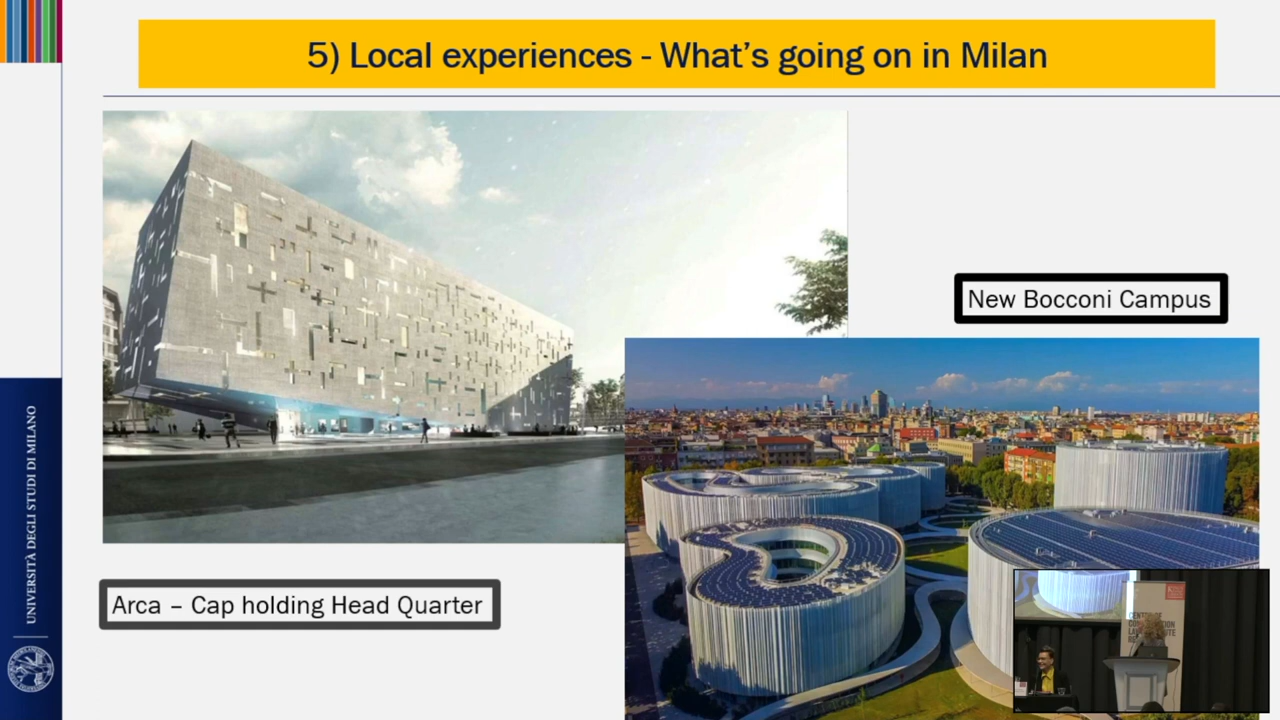 5) Local experiences - What's going on in Milan
New Bocconi Campus
Arca – Cap holding Head Quarter
UNIVERSITÀ DEGLI STUDI DI MILANO